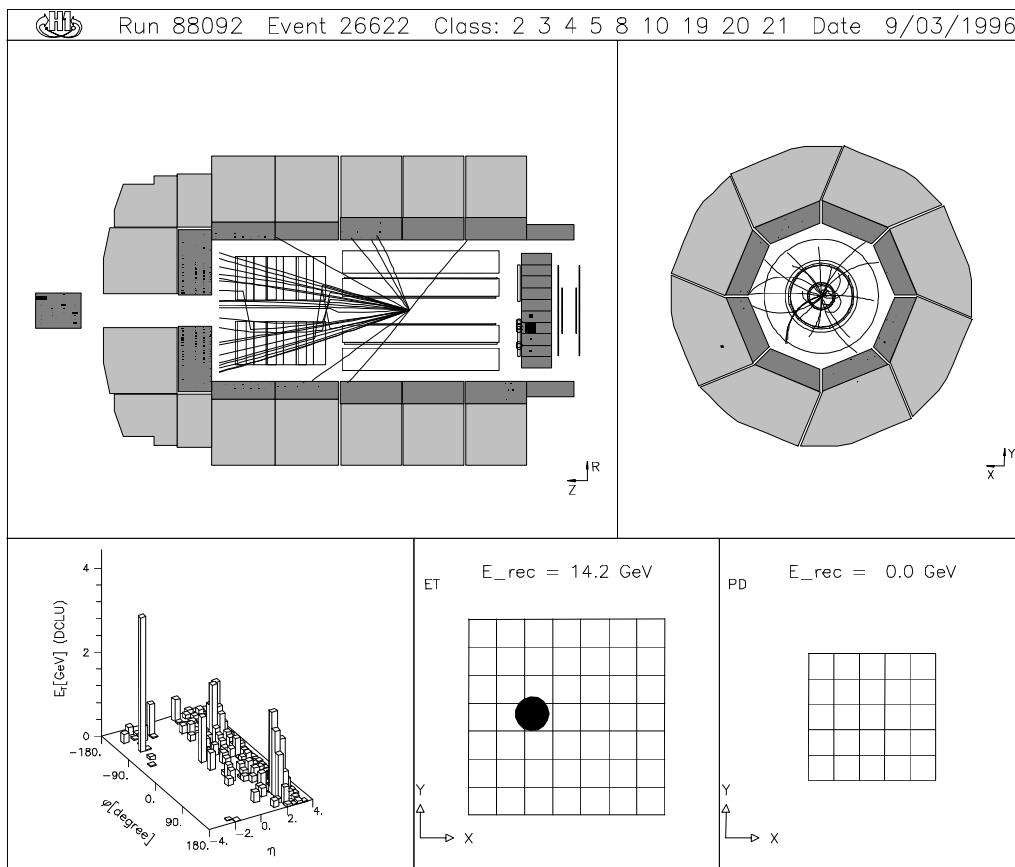 H1 Run 88092 Event 26622 Class: 2 3 4 5 8 10 19 20 21 Date 9/03/1996
R
Z
Y
X
E_T[GeV] (DCLU)
4
2
0
-180.
-90.
0.
90.
180.
φ[degree]
-4.
-2.
0.
2.
4.
η
ET
E_rec = 14.2 GeV
Y
X
PD
E_rec = 0.0 GeV
Y
X